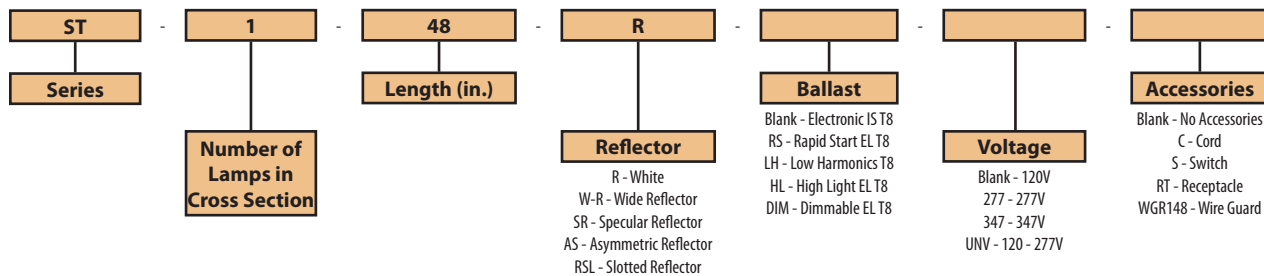 ST - 1 - 48 - R - - -
Series
Length (in.)
Ballast
Accessories
Blank - Electronic IS T8
RS - Rapid Start EL T8
LH - Low Harmonics T8
HL - High Light EL T8
DIM - Dimmable EL T8
Blank - No Accessories
C - Cord
S - Switch
RT - Receptacle
WGR148 - Wire Guard
Number of
Lamps in
Cross Section
Reflector
R - White
W-R - Wide Reflector
SR - Specular Reflector
AS - Asymmetric Reflector
RSL - Slotted Reflector
Voltage
Blank - 120V
277 - 277V
347 - 347V
UNV - 120 - 277V